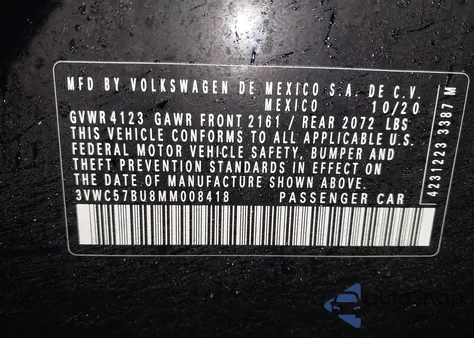 MFD BY VOLKSWAGEN DE MEXICO S.A. DE C.V.
MEXICO 10/20
GVWR 4123 GAWR FRONT 2161 / REAR 2072 LBS
THIS VEHICLE CONFORMS TO ALL APPLICABLE U.S.
FEDERAL MOTOR VEHICLE SAFETY, BUMPER AND
THEFT PREVENTION STANDARDS IN EFFECT ON
THE DATE OF MANUFACTURE SHOWN ABOVE.
3VWC57BU8MM008418 PASSENGER CAR
4231223 3387 M
autosnap